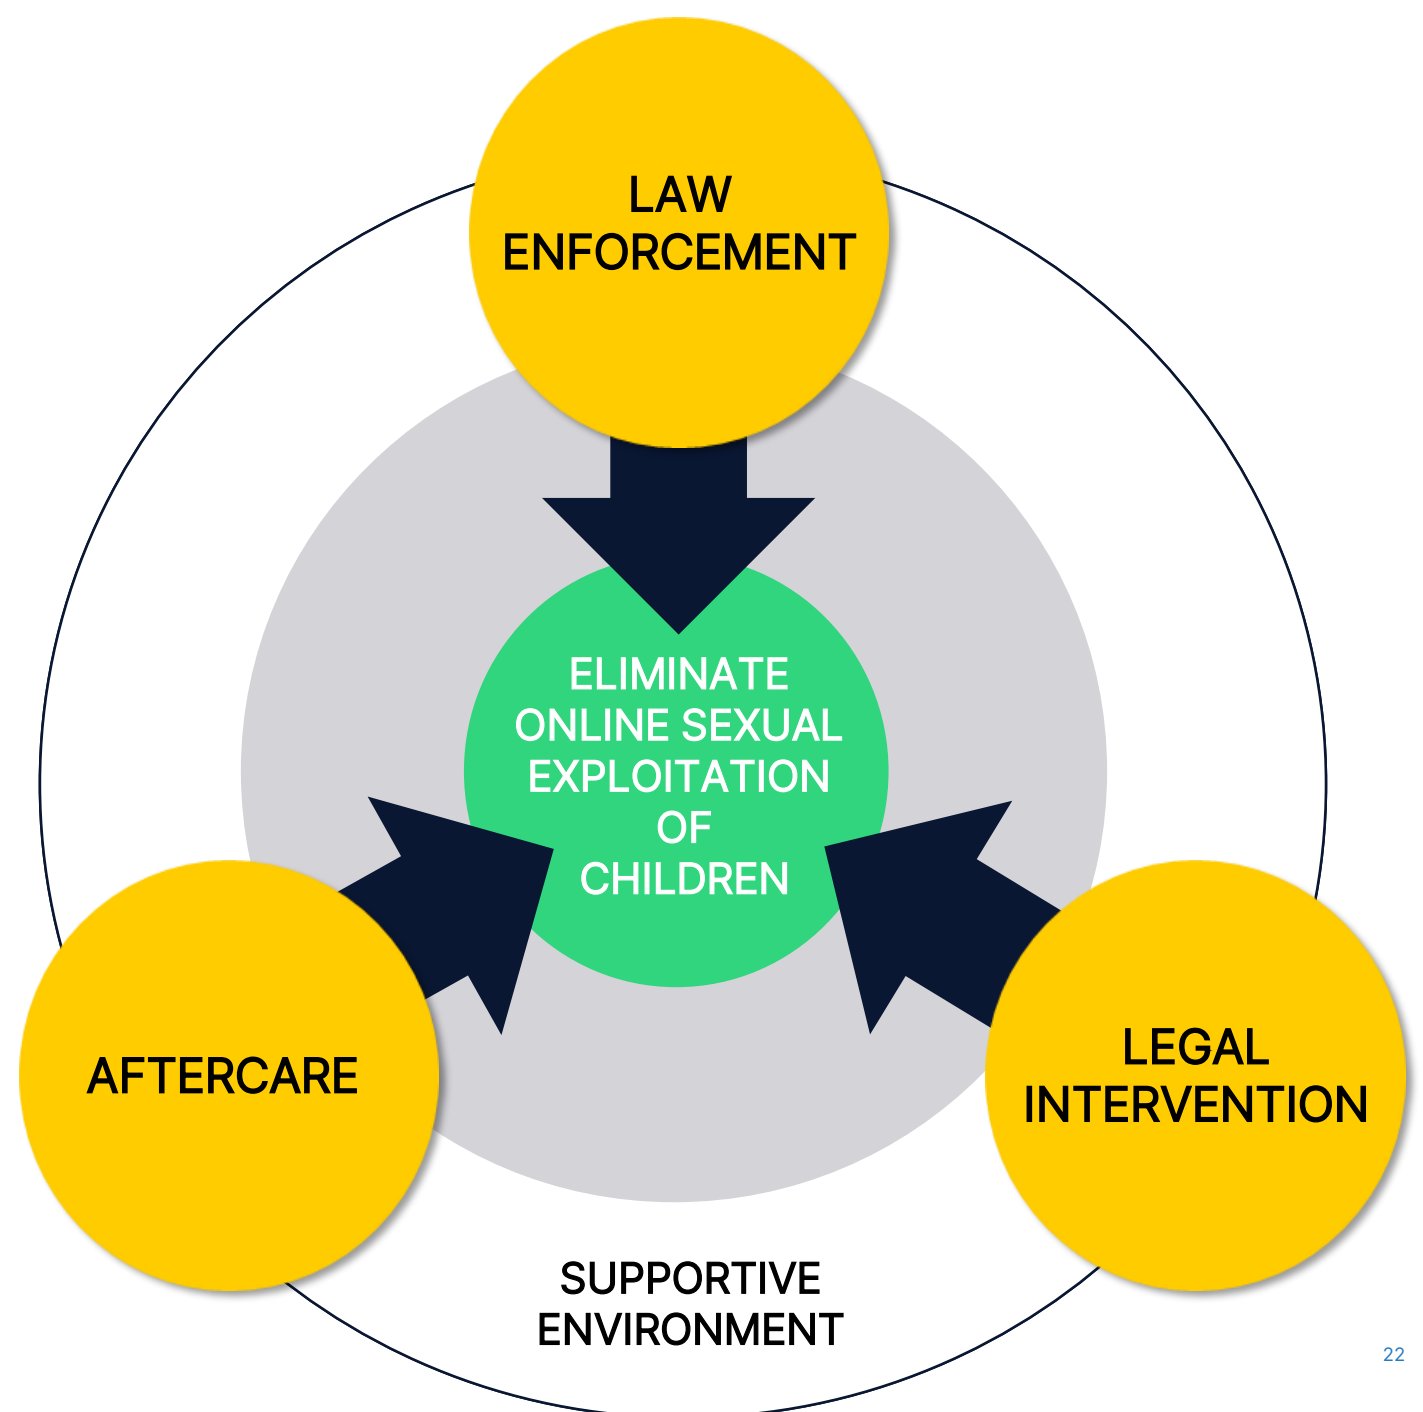 LAW
ENFORCEMENT
ELIMINATE
ONLINE SEXUAL
EXPLOITATION
OF
CHILDREN
AFTERCARE
LEGAL
INTERVENTION
SUPPORTIVE
ENVIRONMENT
22